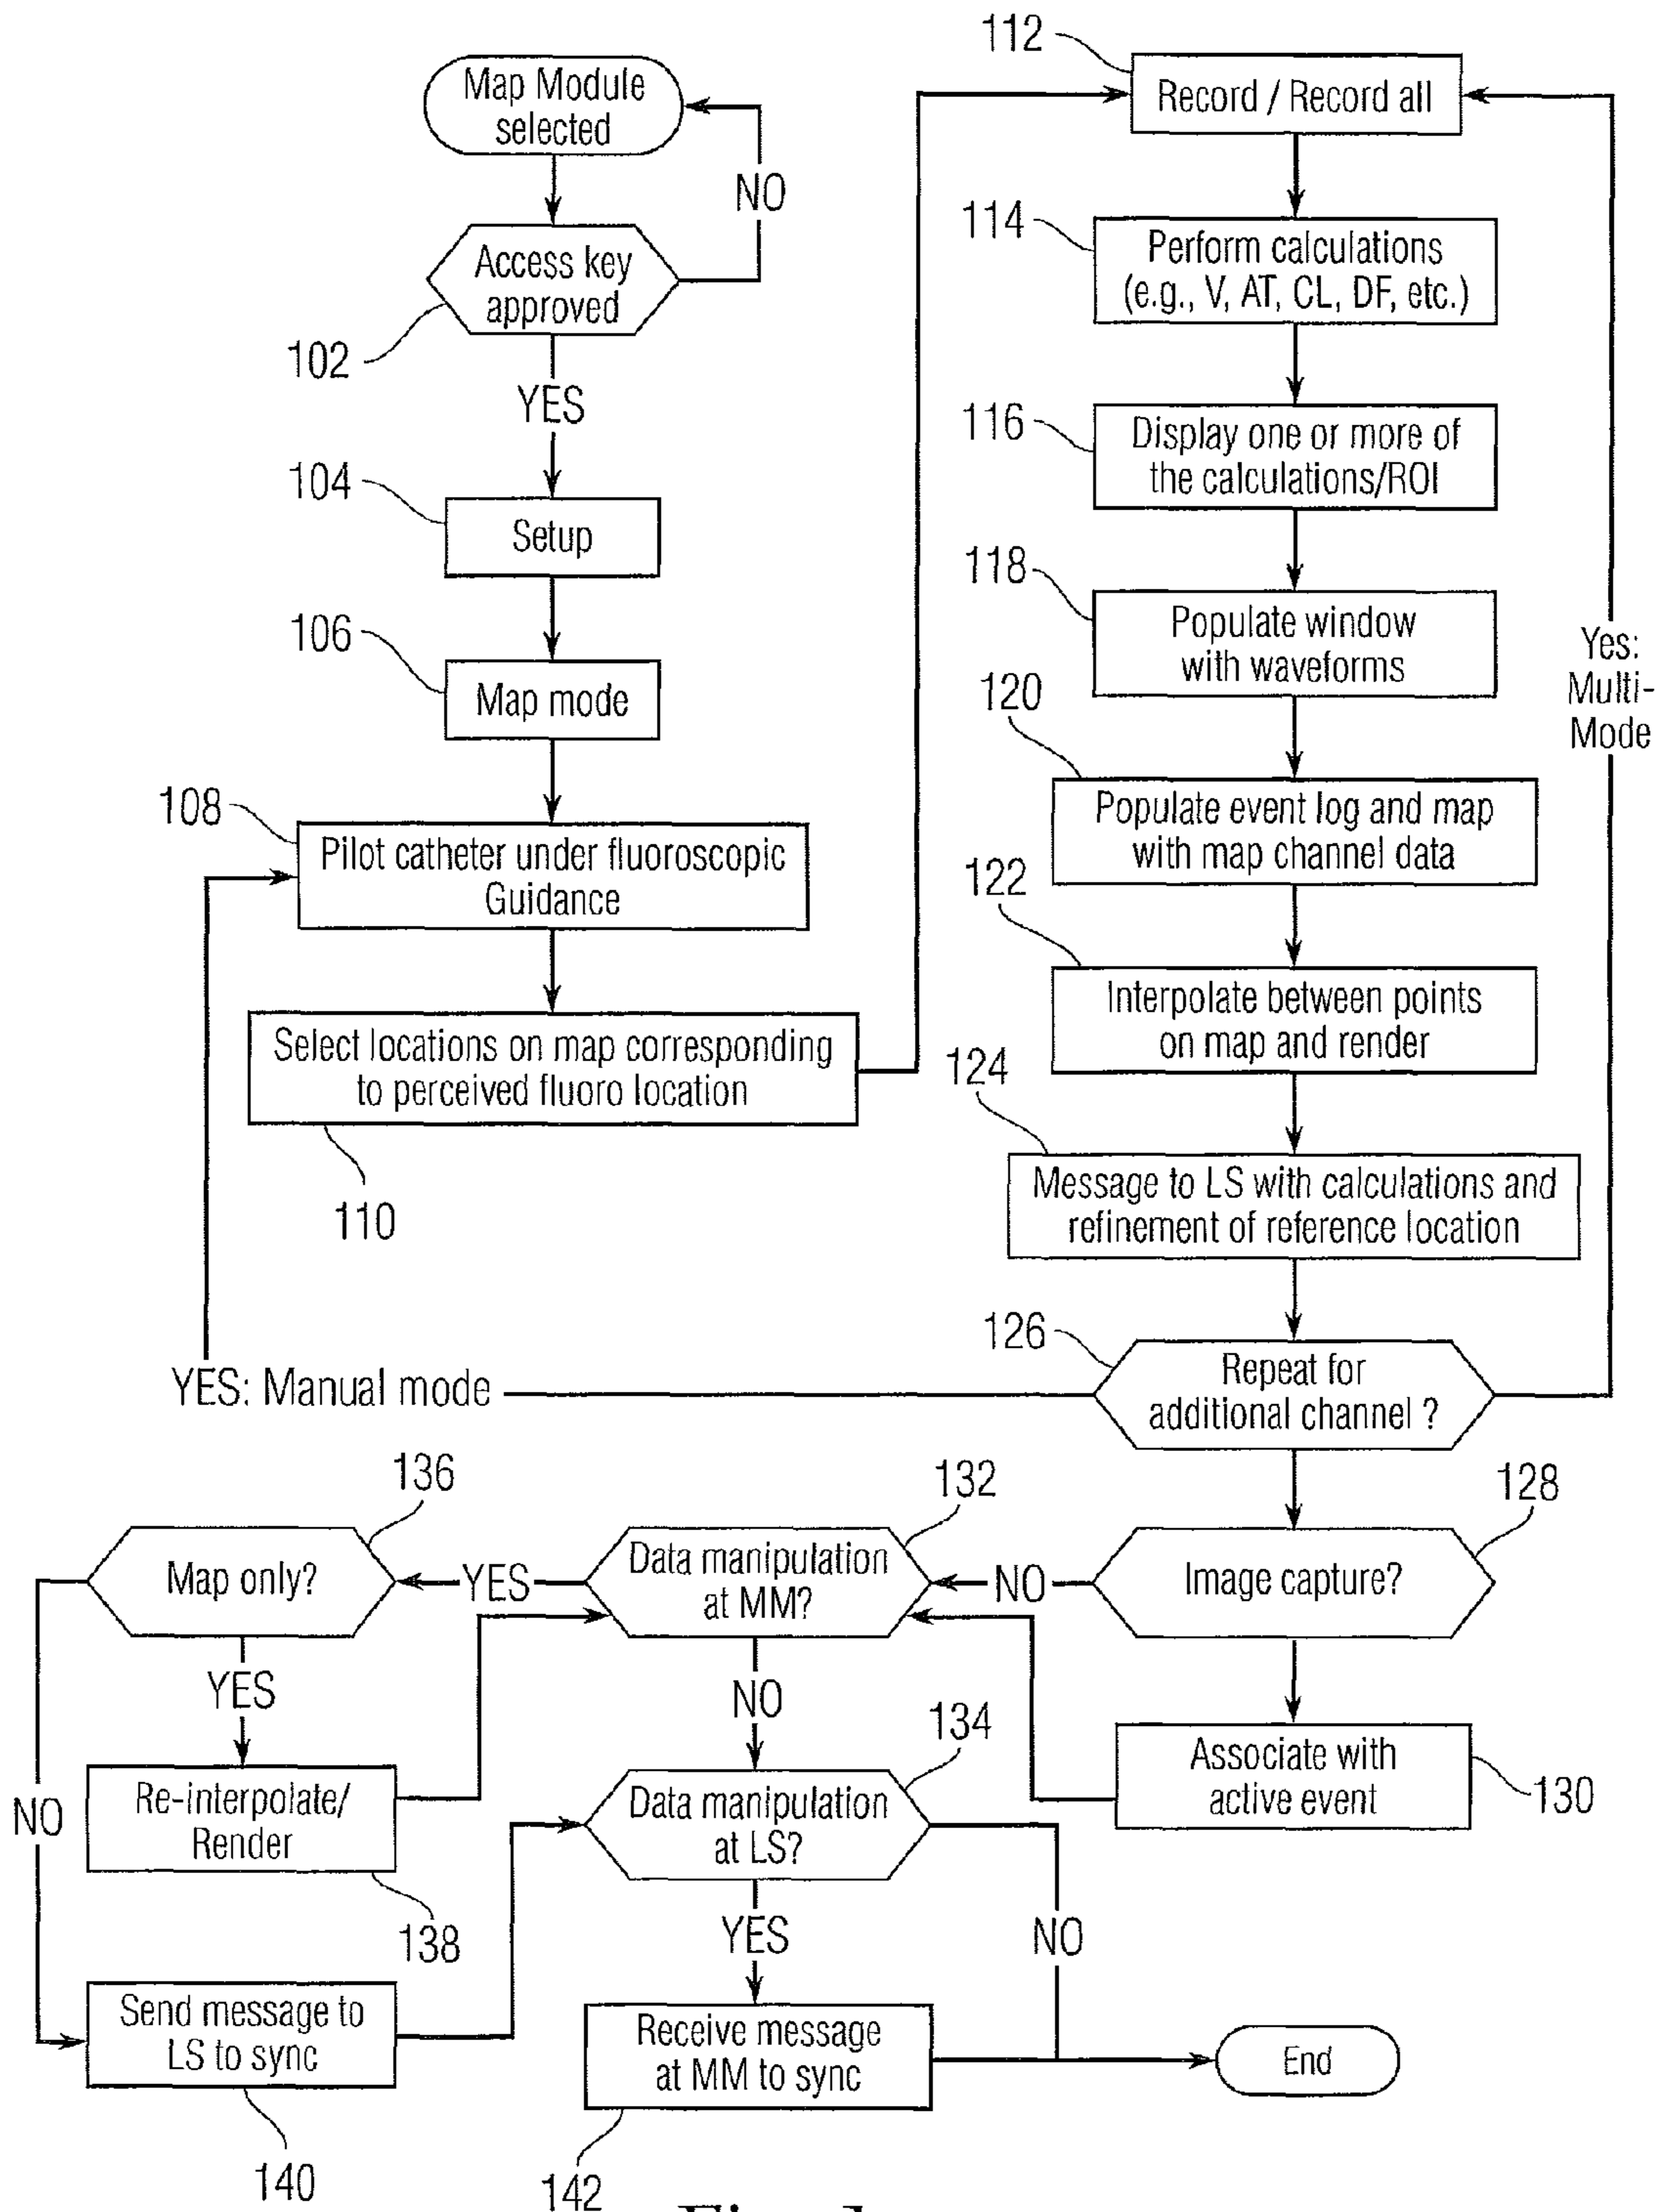 Map Module
selected
NO
Access key
approved
102
YES
104
Setup
106
Map mode
108
Pilot catheter under fluoroscopic
Guidance
Select locations on map corresponding
to perceived fluoro location
110
112
Record / Record all
114
Perform calculations
(e.g., V, AT, CL, DF, etc.)
116
Display one or more of
the calculations/ROI
118
Populate window
with waveforms
Yes:
Multi-
Mode
120
Populate event log and map
with map channel data
122
Interpolate between points
on map and render
124
Message to LS with calculations and
refinement of reference location
126
Repeat for
additional channel ?
YES: Manual mode
128
Image capture?
NO
130
Associate with
active event
132
Data manipulation
at MM?
YES
NO
136
Map only?
YES
NO
Re-interpolate/
Render
138
134
Data manipulation
at LS?
YES
NO
Send message to
LS to sync
140
Receive message
at MM to sync
142
End